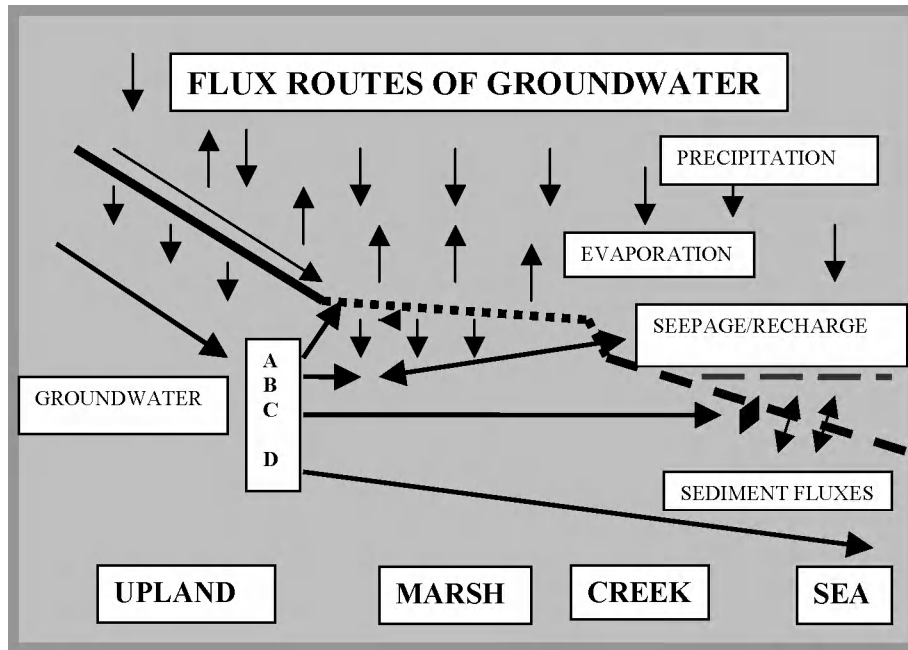 FLUX ROUTES OF GROUNDWATER
PRECIPITATION
EVAPORATION
SEEPAGE/RECHARGE
A
B
C
D
GROUNDWATER
SEDIMENT FLUXES
UPLAND
MARSH
CREEK
SEA